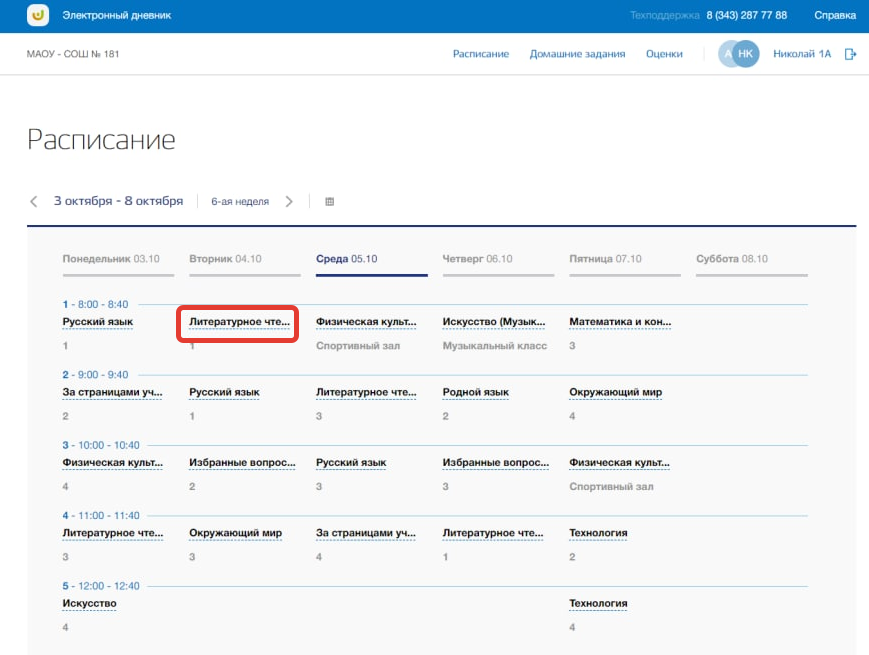 Электронный дневник Техподдержка 8 (343) 287 77 88 Справка
МАОУ - СОШ № 181 Расписание Домашние задания Оценки А НК Николай 1А
Расписание
3 октября - 8 октября 6-ая неделя
Понедельник 03.10 Вторник 04.10 Среда 05.10 Четверг 06.10 Пятница 07.10 Суббота 08.10
1 - 8:00 - 8:40
Русский язык Литературное чте... Физическая культ... Искусство (Музык... Математика и кон...
1 1 Спортивный зал Музыкальный класс 3
2 - 9:00 - 9:40
За страницами уч... Русский язык Литературное чте... Родной язык Окружающий мир
2 1 3 2 4
3 - 10:00 - 10:40
Физическая культ... Избранные вопрос... Русский язык Избранные вопрос... Физическая культ...
4 2 3 3 Спортивный зал
4 - 11:00 - 11:40
Литературное чте... Окружающий мир За страницами уч... Литературное чте... Технология
3 3 4 1 2
5 - 12:00 - 12:40
Искусство Технология
4 4